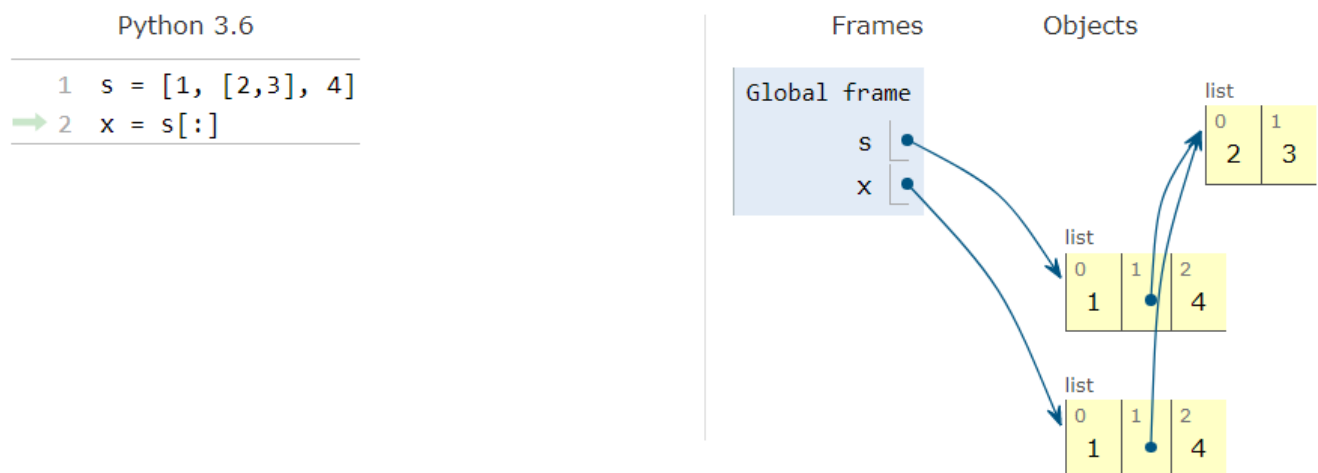 Python 3.6
1 s = [1, [2,3], 4]
2 x = s[:]
Frames
Objects
Global frame
s
x
list
0 1
2 3
list
0 1 2
1 4
list
0 1 2
1 4